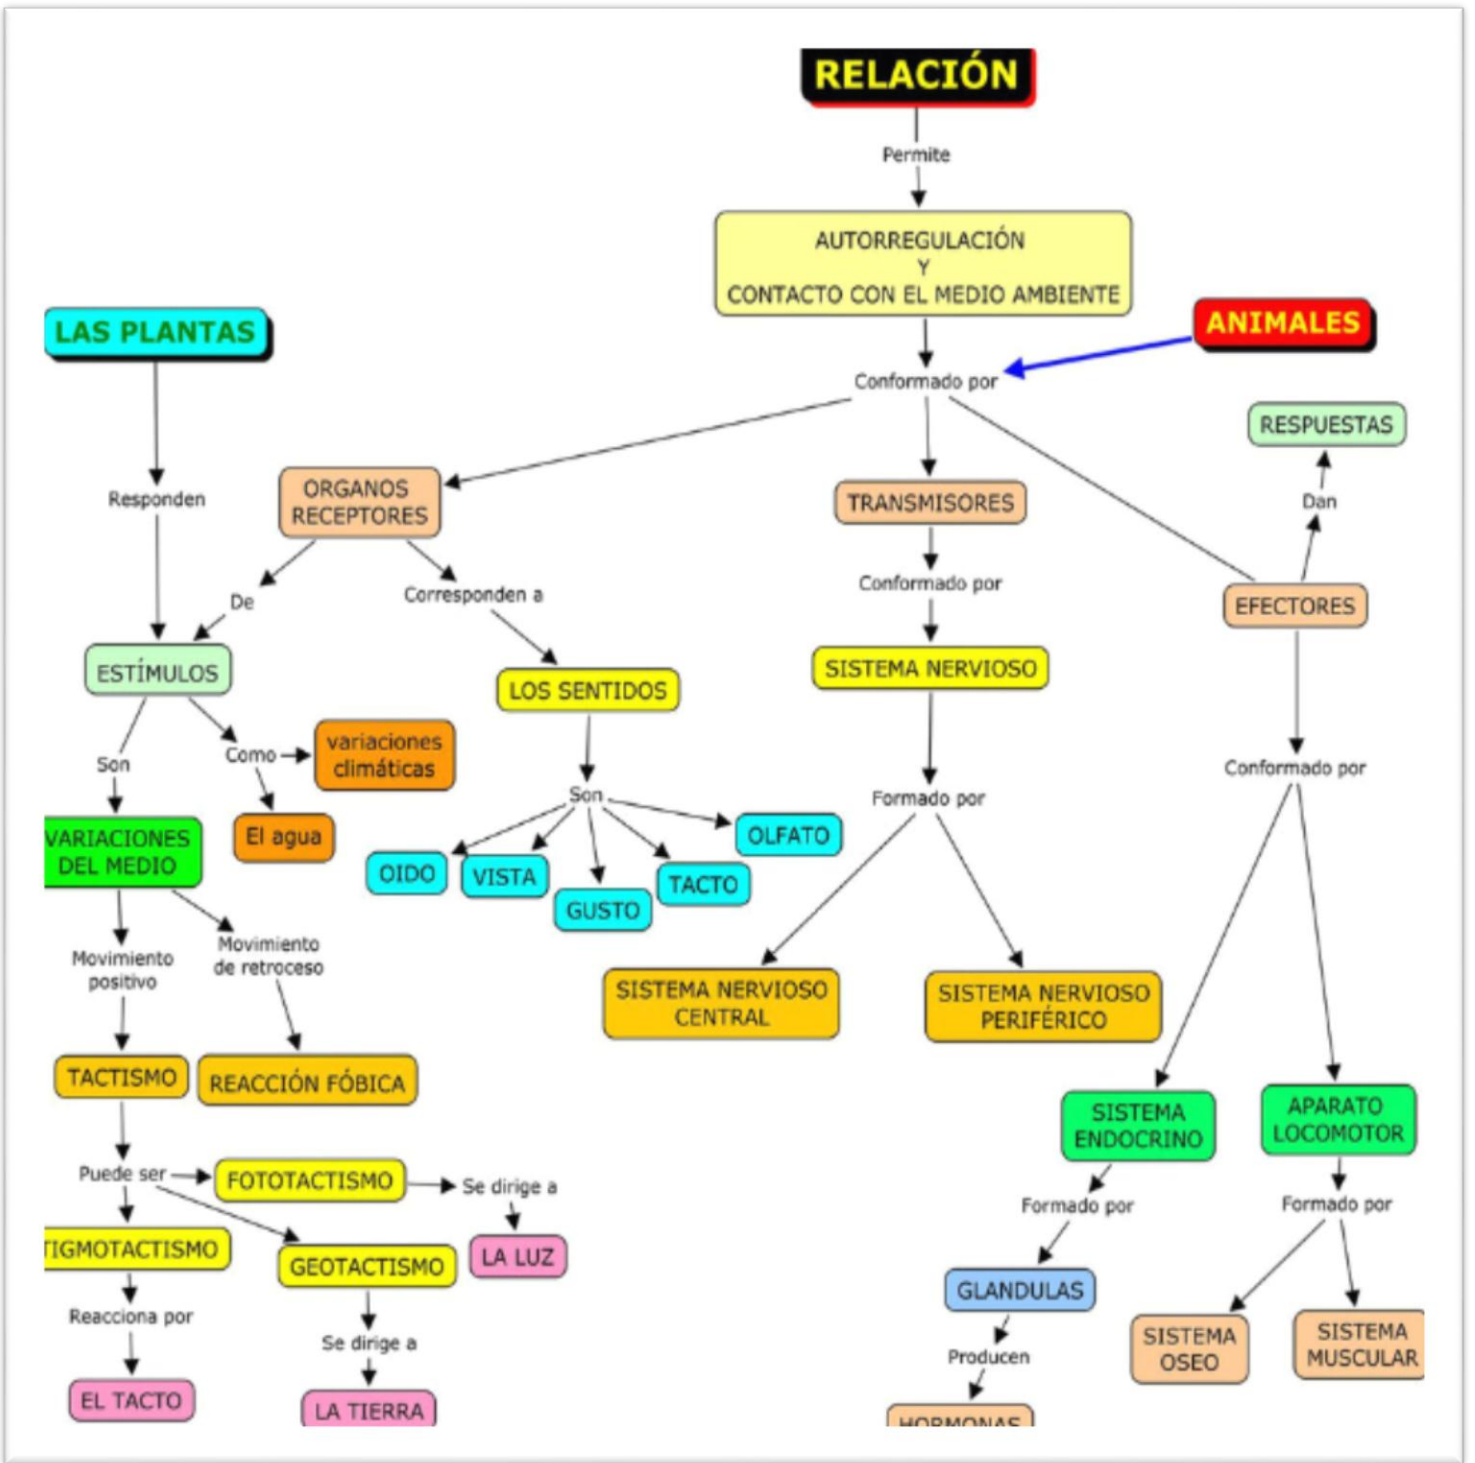 RELACIÓN
Permite
AUTORREGULACIÓN
Y
CONTACTO CON EL MEDIO AMBIENTE
ANIMALES
LAS PLANTAS
Conformado por
RESPUESTAS
Dan
Responden
ORGANOS
RECEPTORES
TRANSMISORES
De
Corresponden a
Conformado por
EFECTORES
ESTÍMULOS
LOS SENTIDOS
SISTEMA NERVIOSO
Son
Como
variaciones
climáticas
El agua
Son
Formado por
Conformado por
VARIACIONES
DEL MEDIO
OIDO
VISTA
GUSTO
TACTO
OLFATO
Movimiento
positivo
Movimiento
de retroceso
SISTEMA NERVIOSO
CENTRAL
SISTEMA NERVIOSO
PERIFÉRICO
TACTISMO
REACCIÓN FÓBICA
SISTEMA
ENDOCRINO
APARATO
LOCOMOTOR
Puede ser
FOTOTACTISMO
Se dirige a
LA LUZ
Formado por
Formado por
TIGMOTACTISMO
GEOTACTISMO
GLANDULAS
Reacciona por
Se dirige a
Producen
SISTEMA
OSEO
SISTEMA
MUSCULAR
EL TACTO
LA TIERRA
HORMONAS